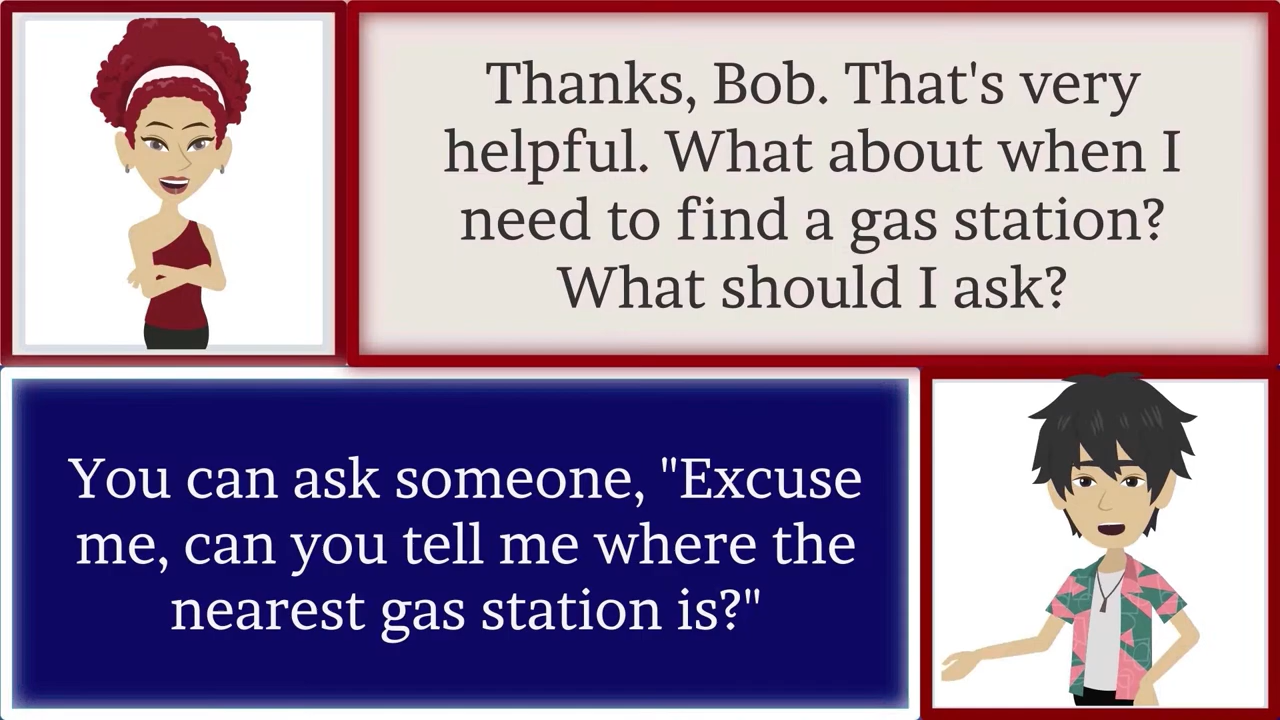 Thanks, Bob. That's very
helpful. What about when I
need to find a gas station?
What should I ask?
You can ask someone, "Excuse
me, can you tell me where the
nearest gas station is?"